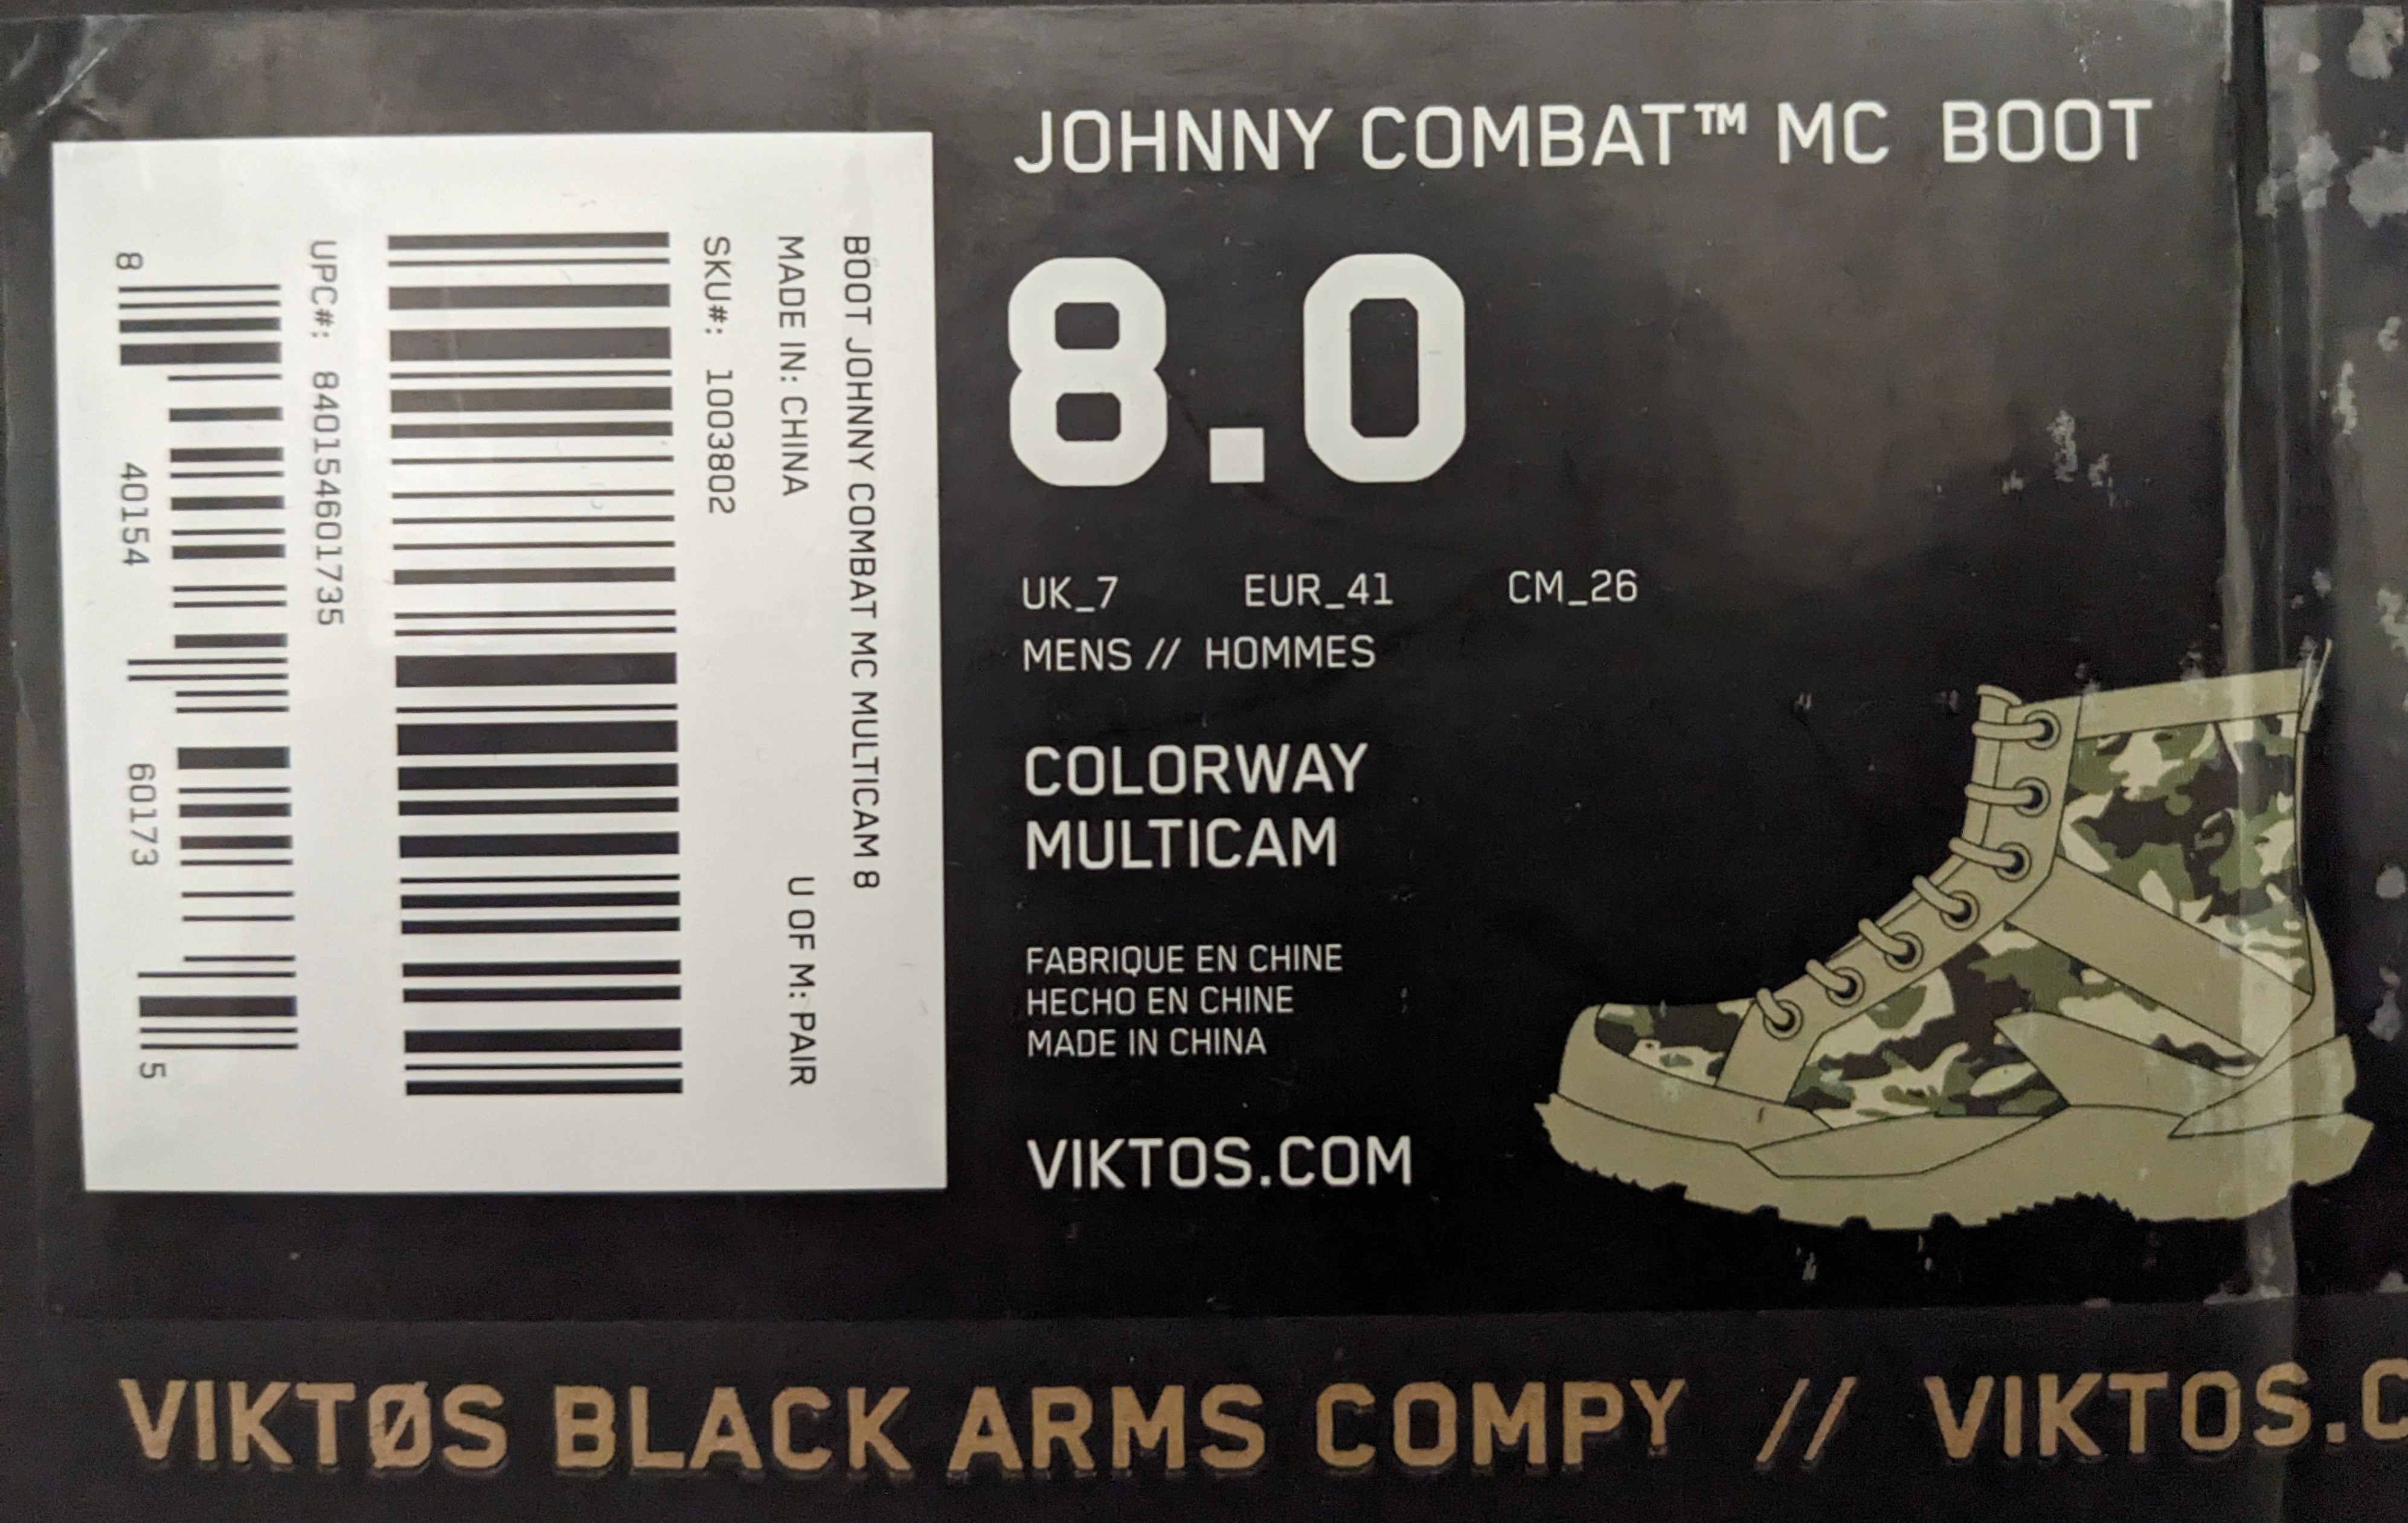 JOHNNY COMBAT™ MC BOOT
8.0
UK_7 EUR_41 CM_26
MENS // HOMMES
COLORWAY
MULTICAM
FABRIQUE EN CHINE
HECHO EN CHINE
MADE IN CHINA
VIKTOS.COM
BOOT JOHNNY COMBAT MC MULTICAM 8
MADE IN: CHINA U OF M: PAIR
SKU#: 1003802
UPC#: 840154601735
8 40154 60173 5
VIKTØS BLACK ARMS COMPY // VIKTOS.C